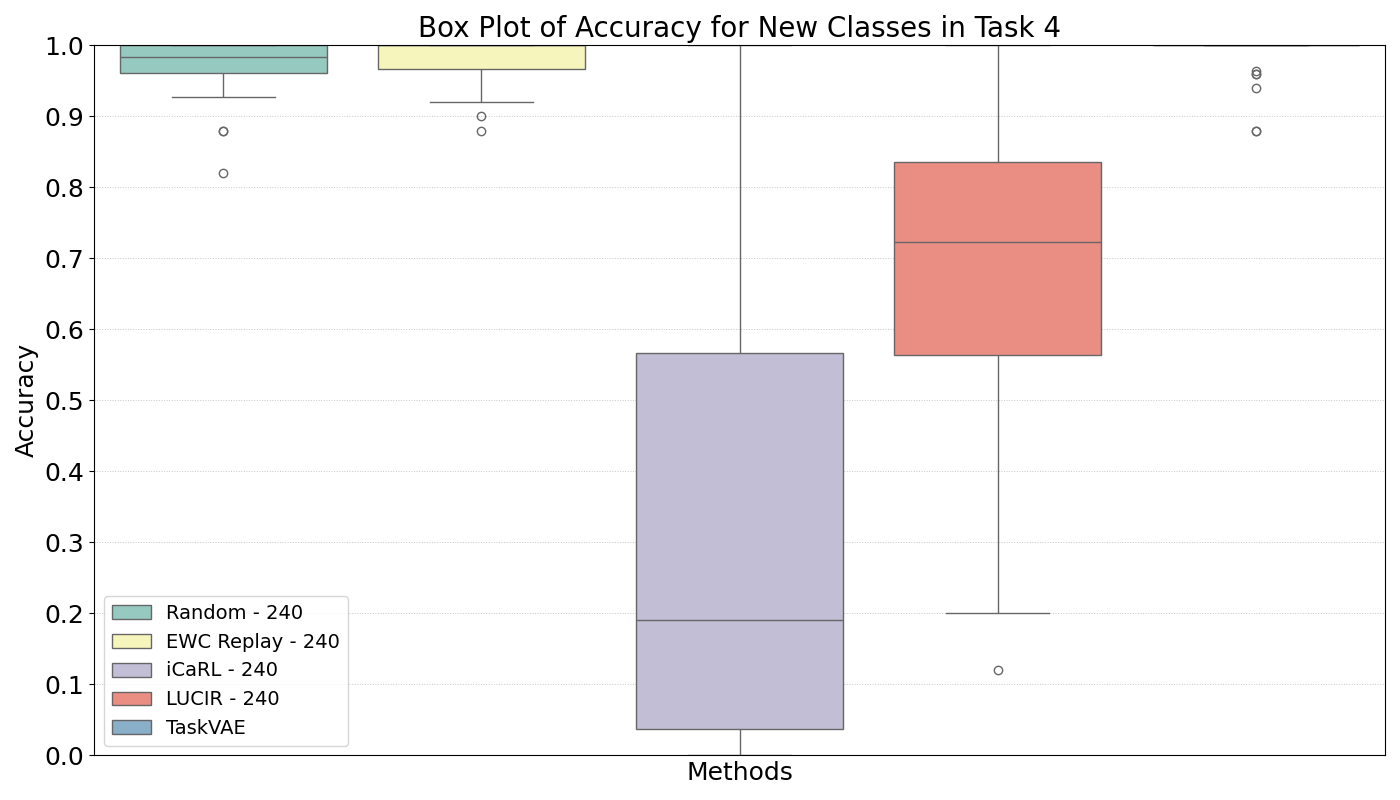 Box Plot of Accuracy for New Classes in Task 4
1.0
0.9
0.8
0.7
0.6
0.5
0.4
0.3
0.2
0.1
0.0
Accuracy
Random - 240
EWC Replay - 240
iCaRL - 240
LUCIR - 240
TaskVAE
Methods